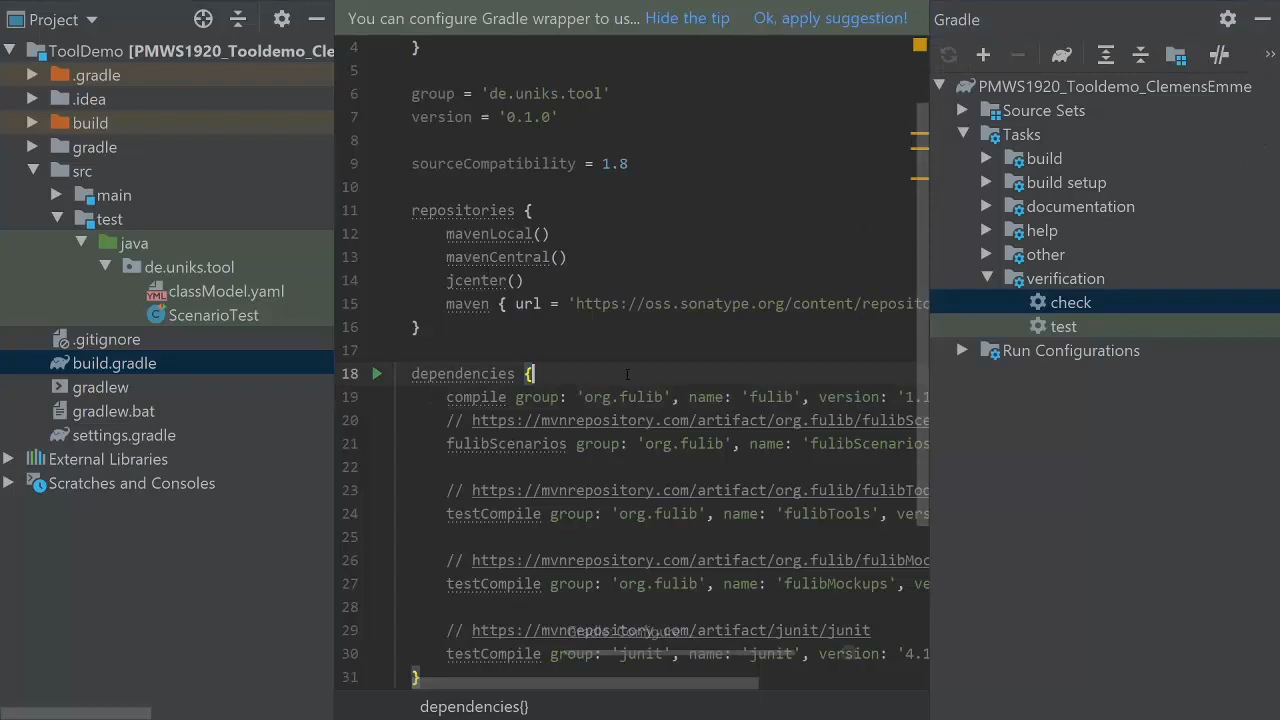 Project
ToolDemo [PMWS1920_Tooldemo_Cle
.gradle
.idea
build
gradle
src
main
test
java
de.uniks.tool
YML classModel.yaml
ScenarioTest
.gitignore
build.gradle
gradlew
gradlew.bat
settings.gradle
External Libraries
Scratches and Consoles
You can configure Gradle wrapper to us... Hide the tip Ok, apply suggestion!
4 }
5
6 group = 'de.uniks.tool'
7 version = '0.1.0'
8
9 sourceCompatibility = 1.8
10
11 repositories {
12 mavenLocal()
13 mavenCentral()
14 jcenter()
15 maven { url = 'https://oss.sonatype.org/content/reposito
16 }
17
18 dependencies {
19 compile group: 'org.fulib', name: 'fulib', version: '1.1
20 // https://mvnrepository.com/artifact/org.fulib/fulibSce
21 fulibScenarios group: 'org.fulib', name: 'fulibScenarios
22
23 // https://mvnrepository.com/artifact/org.fulib/fulibToo
24 testCompile group: 'org.fulib', name: 'fulibTools', vers
25
26 // https://mvnrepository.com/artifact/org.fulib/fulibMoc
27 testCompile group: 'org.fulib', name: 'fulibMockups', ve
28
29 // https://mvnrepository.com/artifact/junit/junit
30 testCompile group: 'junit', name: 'junit', version: '4.1
31 }
dependencies{}
Gradle
PMWS1920_Tooldemo_ClemensEmme
Source Sets
Tasks
build
build setup
documentation
help
other
verification
check
test
Run Configurations